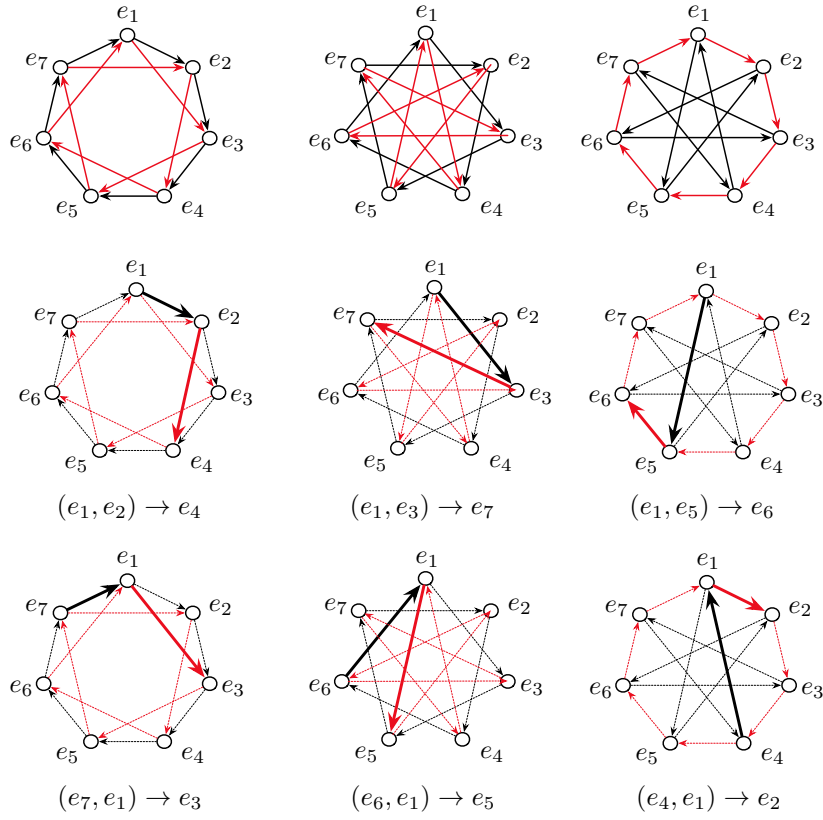 e₁ e₁ e₁
e₇ e₂ e₇ e₂ e₇ e₂
e₆ e₃ e₆ e₃ e₆ e₃
e₅ e₄ e₅ e₄ e₅ e₄
e₁ e₁ e₁
e₇ e₂ e₇ e₂ e₇ e₂
e₆ e₃ e₆ e₃ e₆ e₃
e₅ e₄ e₅ e₄ e₅ e₄
(e₁, e₂) → e₄ (e₁, e₃) → e₇ (e₁, e₅) → e₆
e₁ e₁ e₁
e₇ e₂ e₇ e₂ e₇ e₂
e₆ e₃ e₆ e₃ e₆ e₃
e₅ e₄ e₅ e₄ e₅ e₄
(e₇, e₁) → e₃ (e₆, e₁) → e₅ (e₄, e₁) → e₂